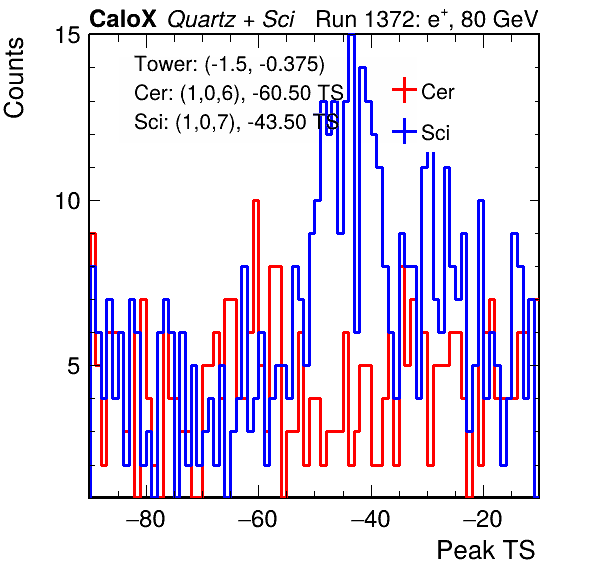 CaloX Quartz + Sci Run 1372: e⁺, 80 GeV
Counts
15
10
5
Tower: (-1.5, -0.375)
Cer: (1,0,6), -60.50 TS
Sci: (1,0,7), -43.50 TS
Cer
Sci
−80 −60 −40 −20
Peak TS